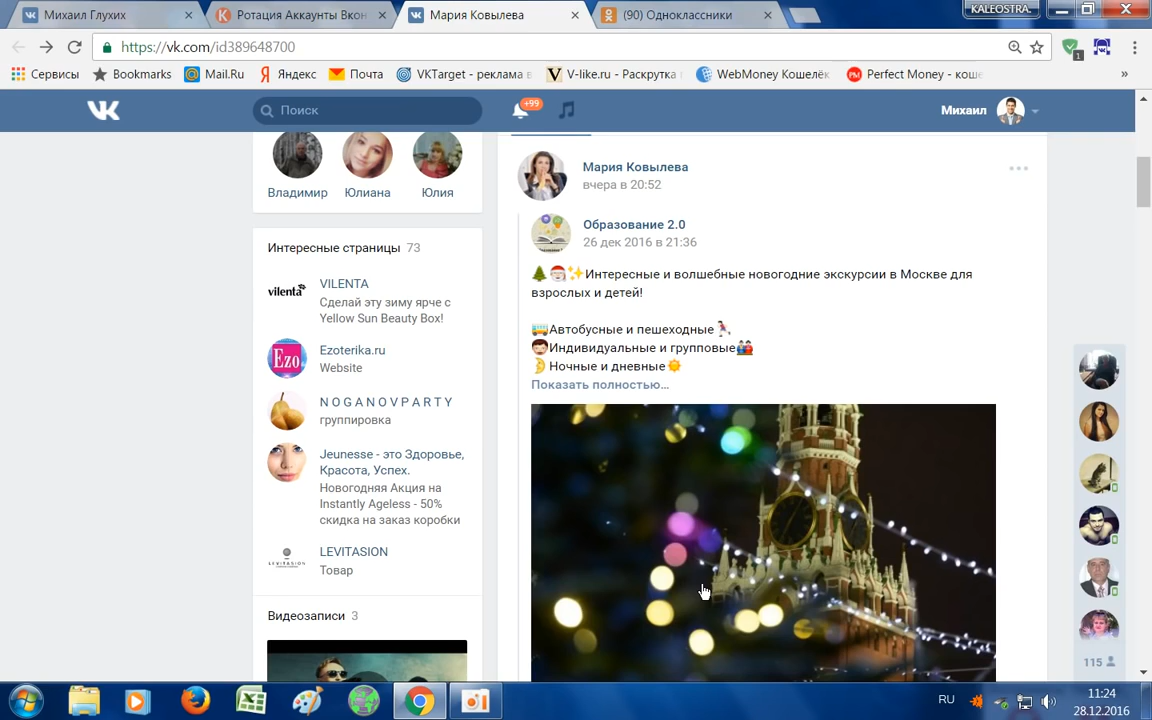 Михаил Глухих
Ротация Аккаунты Вкон
Мария Ковылева
(90) Одноклассники
KALEOSTRA.
https://vk.com/id389648700
1
Сервисы
Bookmarks
Mail.Ru
Яндекс
Почта
VKTarget - реклама в
V-like.ru - Раскрутка
WebMoney Кошелёк
Perfect Money - коше
»
Поиск
+99
Михаил
Владимир
Юлиана
Юлия
Интересные страницы 73
vilenta
VILENTA
Сделай эту зиму ярче с
Yellow Sun Beauty Box!
Ezo
Ezoterika.ru
Website
N O G A N O V P A R T Y
группировка
Jeunesse - это Здоровье,
Красота, Успех.
Новогодняя Акция на
Instantly Ageless - 50%
скидка на заказ коробки
LEVITASION
Товар
Видеозаписи 3
Мария Ковылева
вчера в 20:52
Образование 2.0
26 дек 2016 в 21:36
🎄🎅✨Интересные и волшебные новогодние экскурсии в Москве для
взрослых и детей!
🚌Автобусные и пешеходные
Индивидуальные и групповые
Ночные и дневные
Показать полностью...
115
RU
11:24
28.12.2016